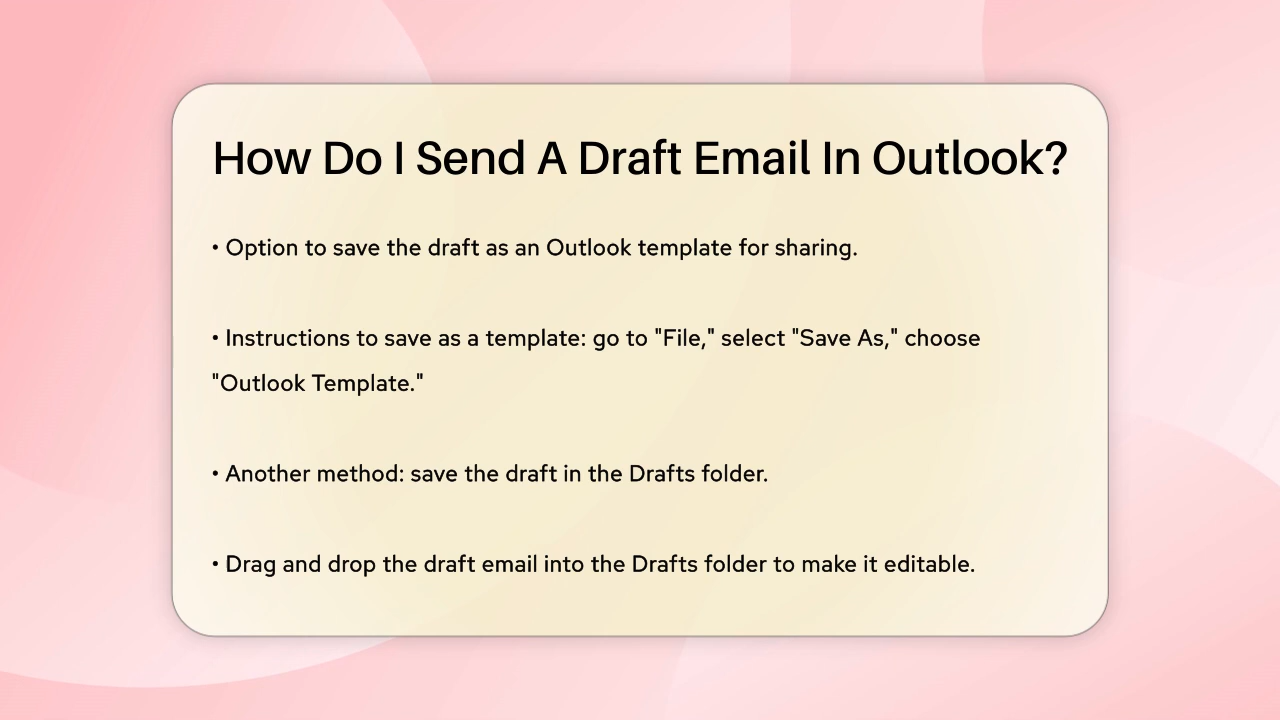 How Do I Send A Draft Email In Outlook?
• Option to save the draft as an Outlook template for sharing.
• Instructions to save as a template: go to "File," select "Save As," choose
"Outlook Template."
• Another method: save the draft in the Drafts folder.
• Drag and drop the draft email into the Drafts folder to make it editable.